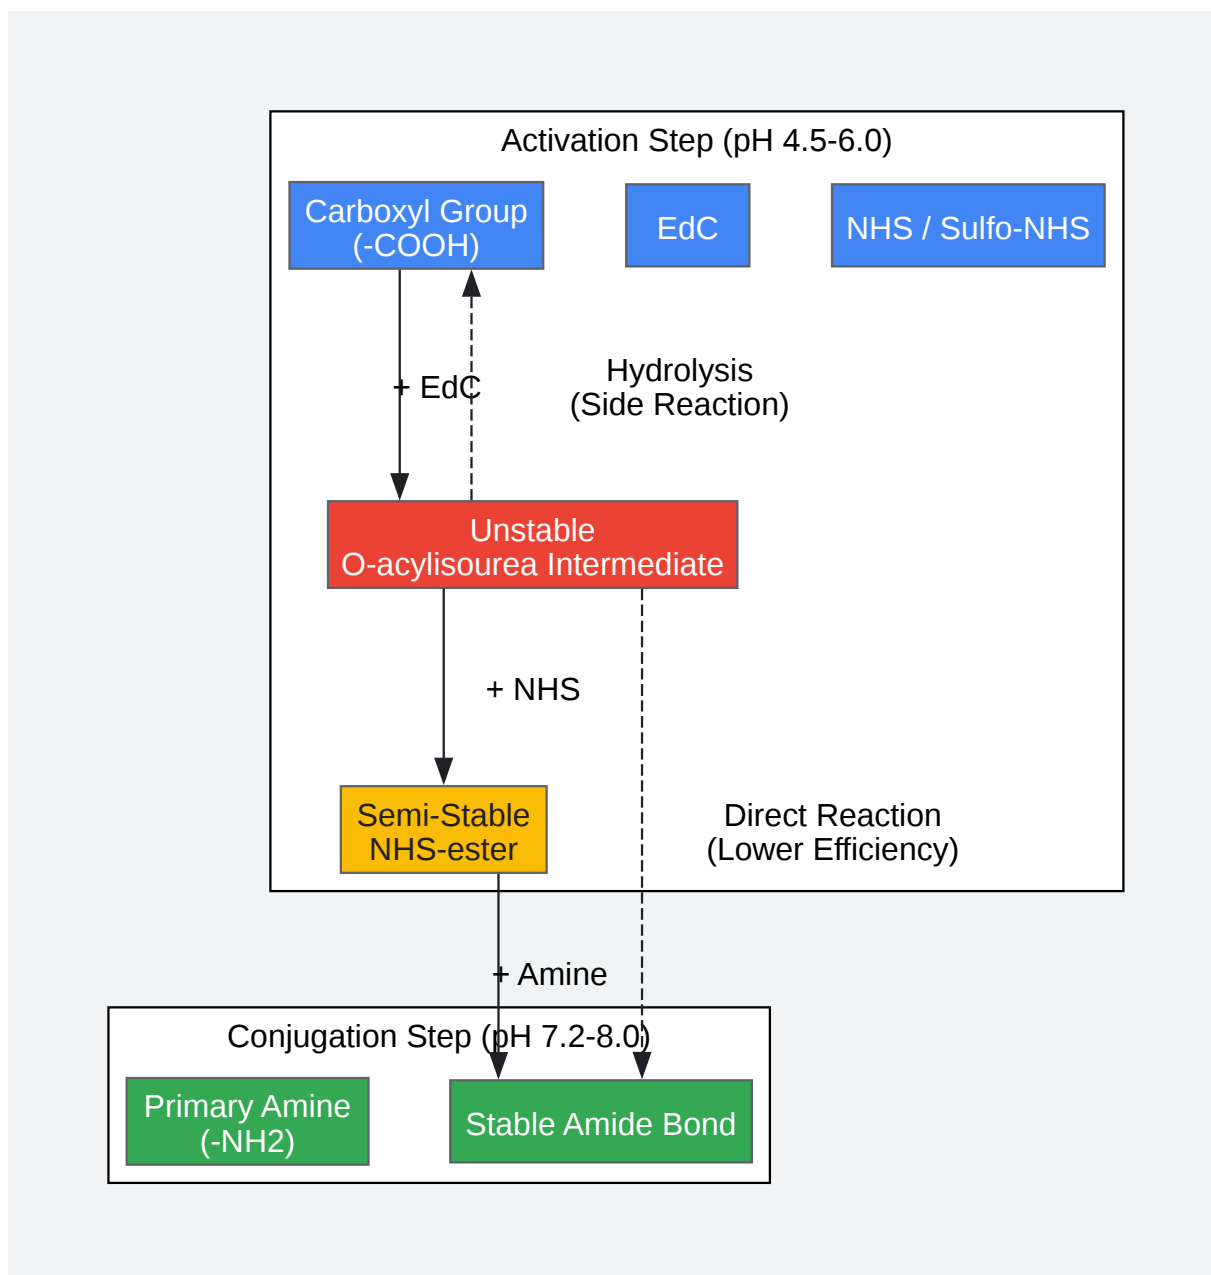 Activation Step (pH 4.5-6.0)
Carboxyl Group
(-COOH)
EdC
NHS / Sulfo-NHS
+ EdC
Hydrolysis
(Side Reaction)
Unstable
O-acylisourea Intermediate
+ NHS
Semi-Stable
NHS-ester
Direct Reaction
(Lower Efficiency)
+ Amine
Conjugation Step (pH 7.2-8.0)
Primary Amine
(-NH2)
Stable Amide Bond